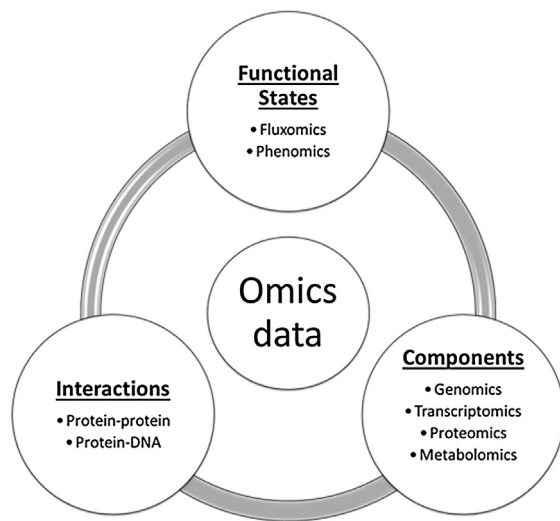 Functional
States
• Fluxomics
• Phenomics
Omics
data
Interactions
• Protein-protein
• Protein-DNA
Components
• Genomics
• Transcriptomics
• Proteomics
• Metabolomics